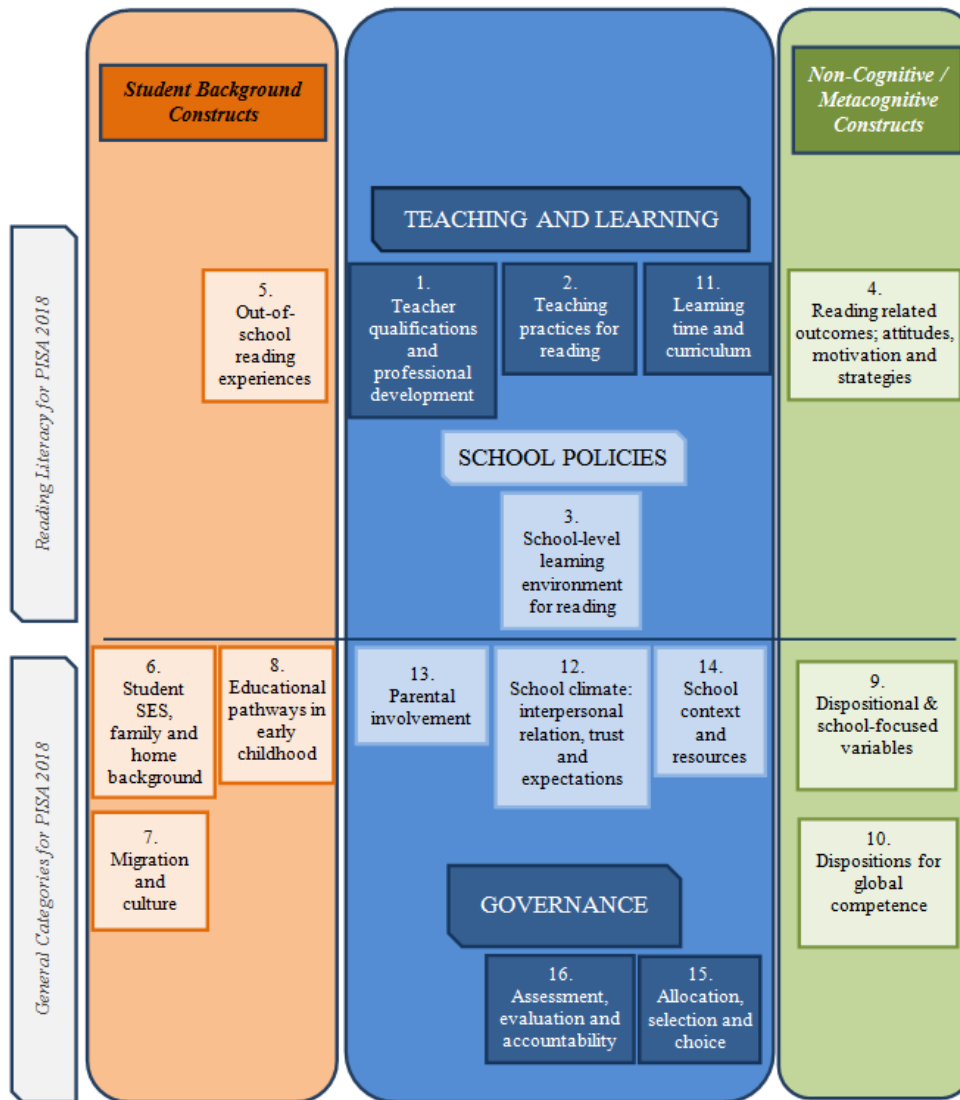 Student Background
Constructs
Non-Cognitive /
Metacognitive
Constructs
Reading Literacy for PISA 2018
TEACHING AND LEARNING
5.
Out-of-
school
reading
experiences
1.
Teacher
qualifications
and
professional
development
2.
Teaching
practices for
reading
11.
Learning
time and
curriculum
4.
Reading related
outcomes; attitudes,
motivation and
strategies
SCHOOL POLICIES
3.
School-level
learning
environment
for reading
General Categories for PISA 2018
6.
Student
SES,
family and
home
background
8.
Educational
pathways in
early
childhood
13.
Parental
involvement
12.
School climate:
interpersonal
relation, trust
and
expectations
14.
School
context
and
resources
9.
Dispositional &
school-focused
variables
7.
Migration
and
culture
10.
Dispositions for
global
competence
GOVERNANCE
16.
Assessment,
evaluation and
accountability
15.
Allocation,
selection and
choice